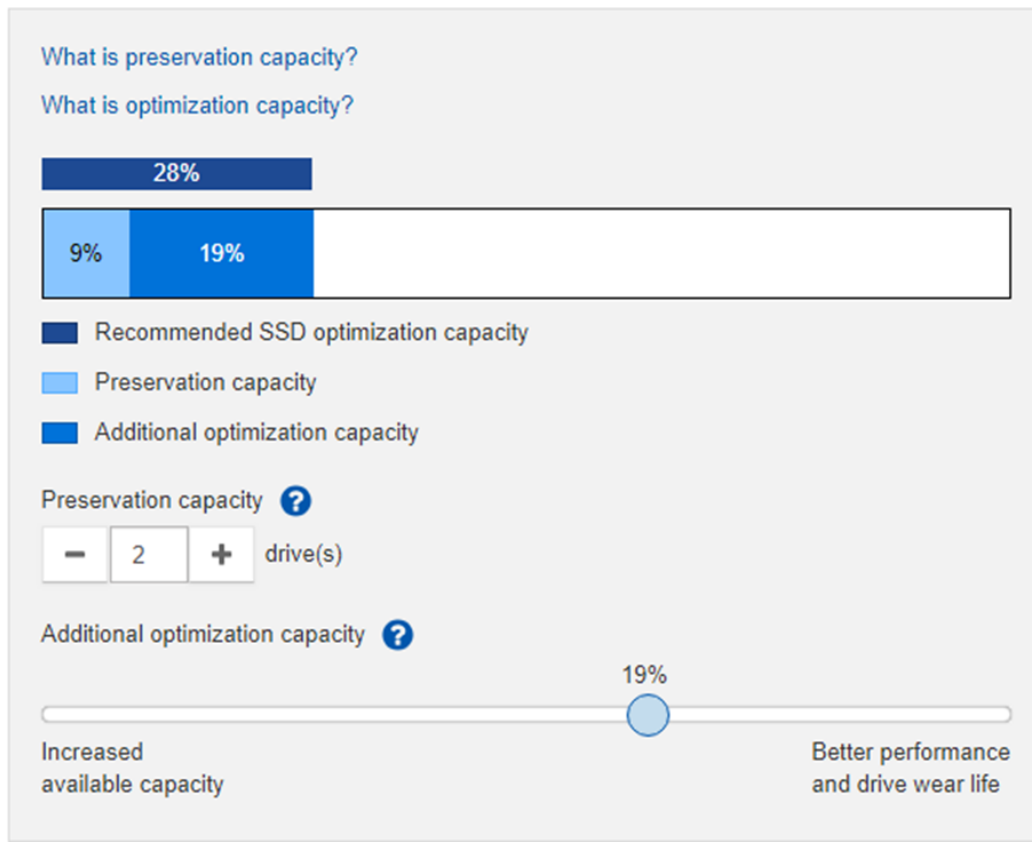 What is preservation capacity?
What is optimization capacity?
28%
9% 19%
Recommended SSD optimization capacity
Preservation capacity
Additional optimization capacity
Preservation capacity ?
− 2 + drive(s)
Additional optimization capacity ?
19%
Increased
available capacity
Better performance
and drive wear life